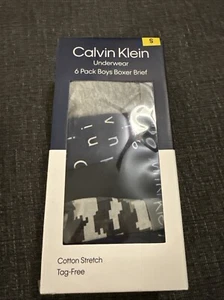 S
Calvin Klein
Underwear
6 Pack Boys Boxer Brief
Cotton Stretch
Tag-Free